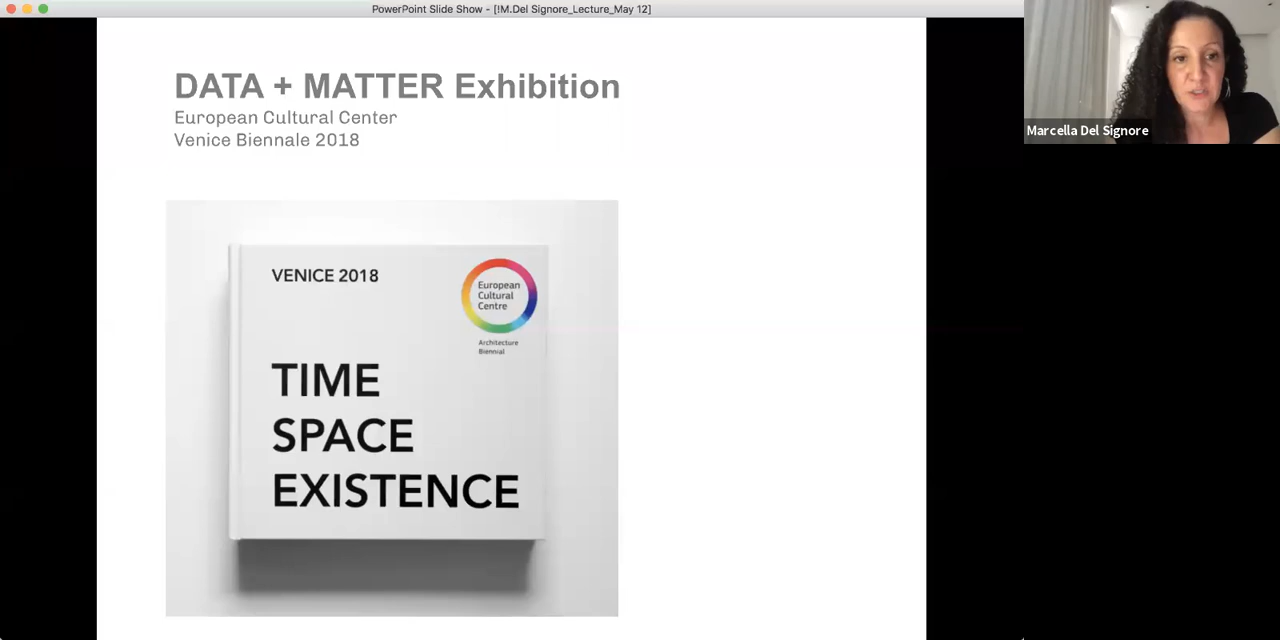 PowerPoint Slide Show - [!M.Del Signore_Lecture_May 12]
DATA + MATTER Exhibition
European Cultural Center
Venice Biennale 2018
VENICE 2018
European
Cultural
Centre
Architecture
Biennial
TIME
SPACE
EXISTENCE
Marcella Del Signore